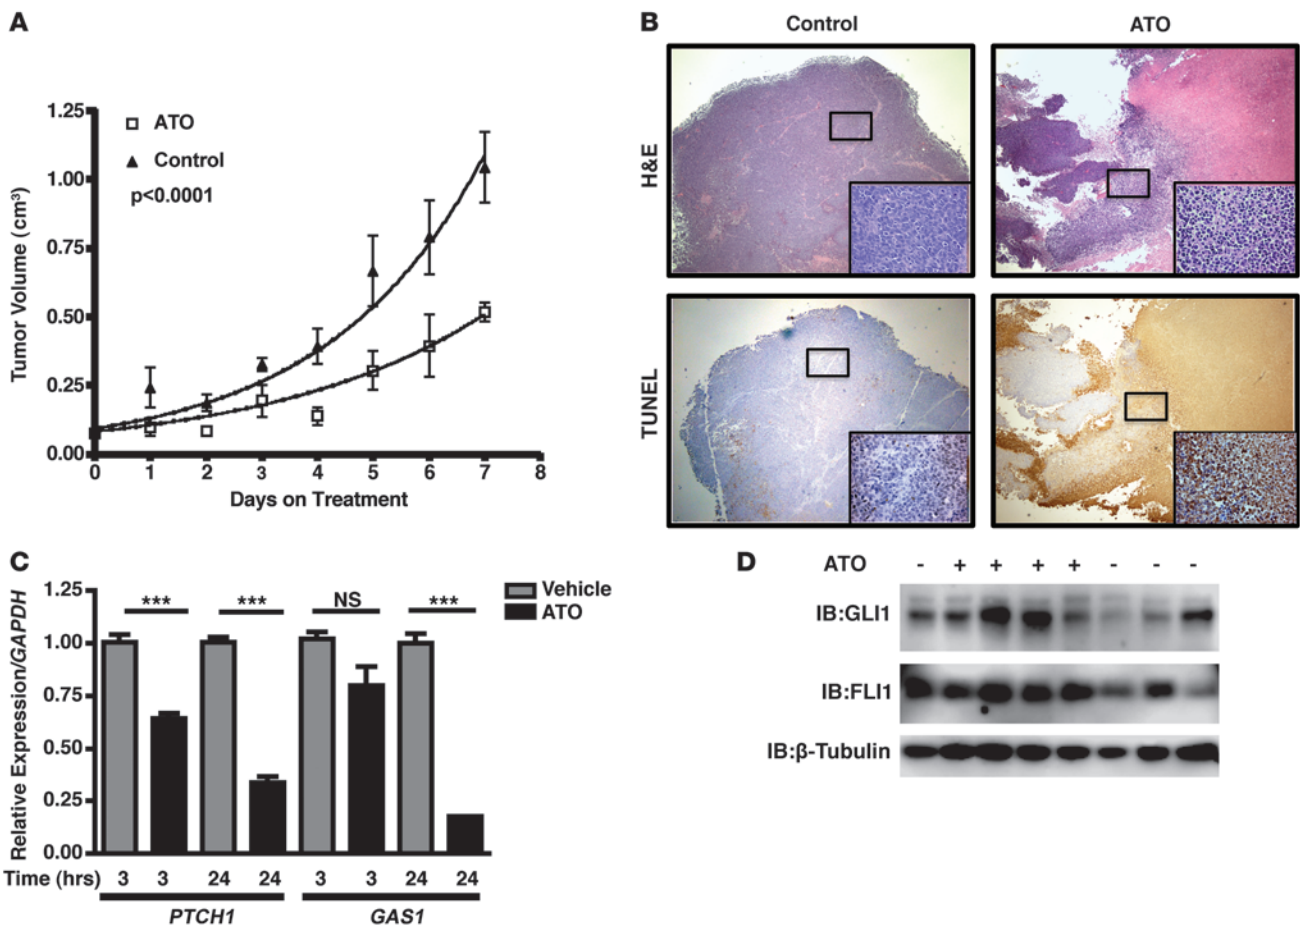 A
1.25
1.00
0.75
0.50
0.25
0.00
ATO
Control
p<0.0001
Tumor Volume (cm³)
0 1 2 3 4 5 6 7 8
Days on Treatment
B
Control ATO
H&E
TUNEL
C
1.25
1.00
0.75
0.50
0.25
0.00
Relative Expression/GAPDH
*** *** NS ***
Vehicle
ATO
Time (hrs) 3 3 24 24 3 3 24 24
PTCH1 GAS1
D
ATO - + + + + - - -
IB:GLI1
IB:FLI1
IB:β-Tubulin